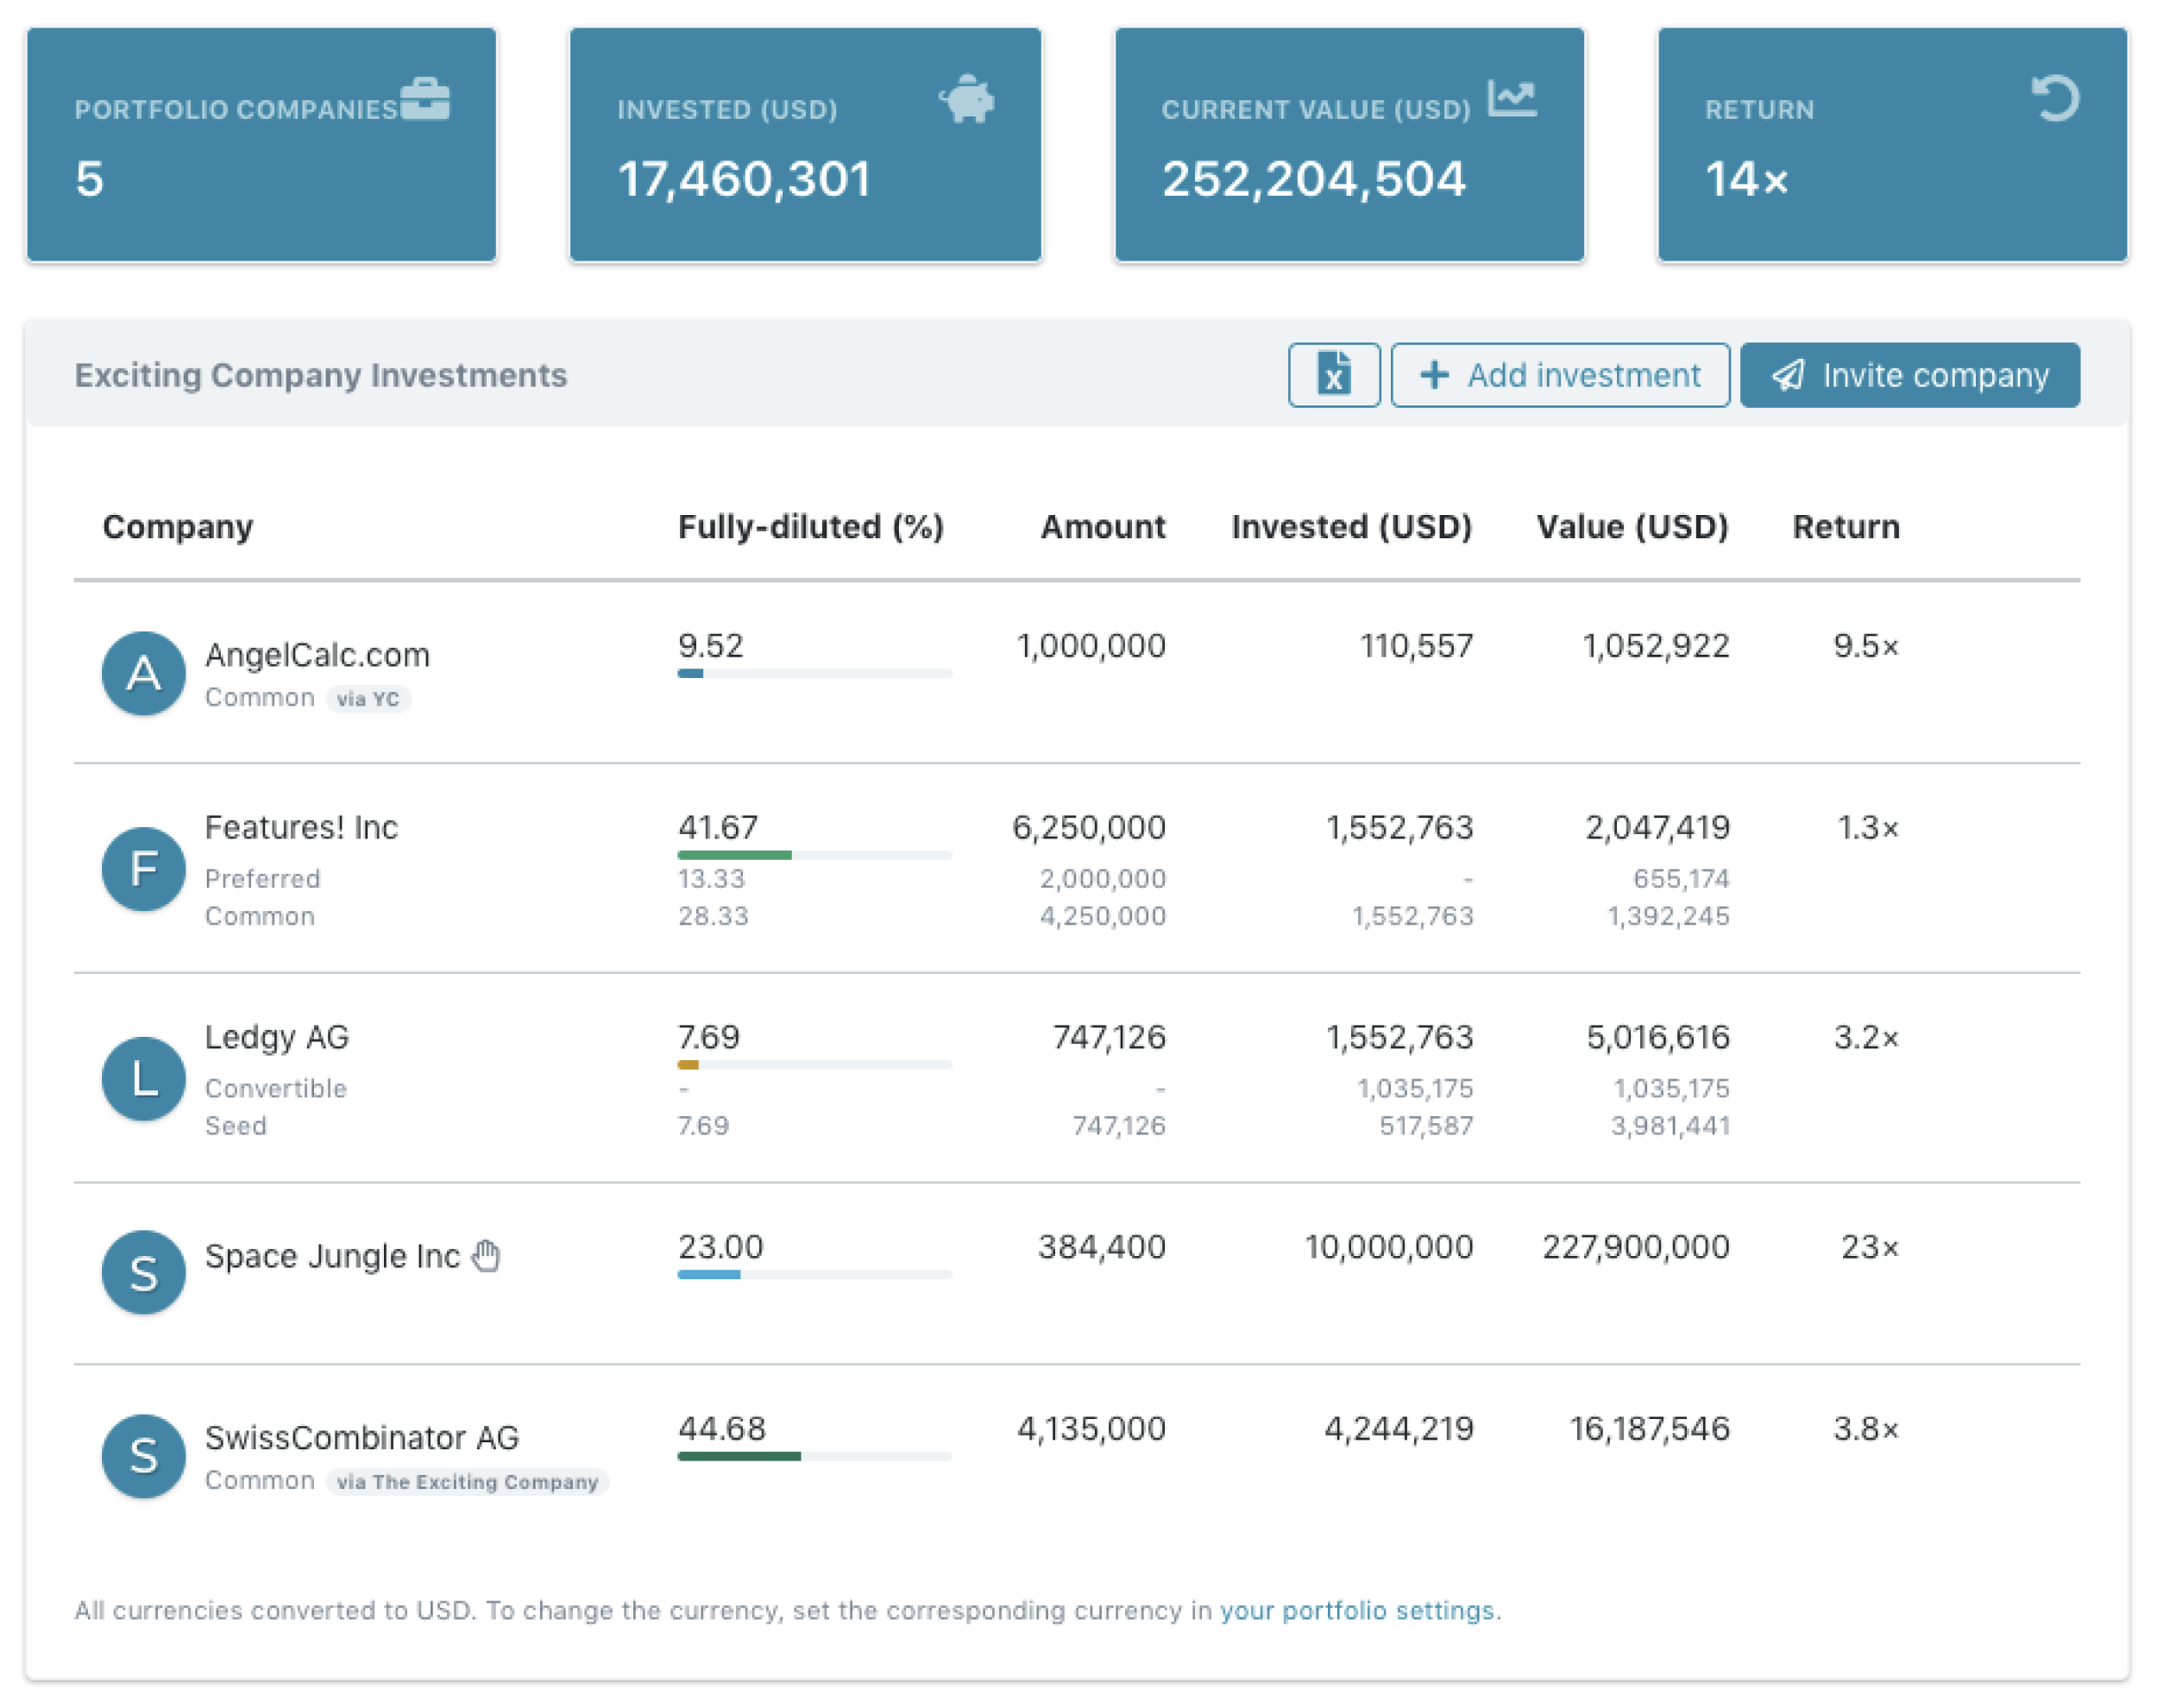 PORTFOLIO COMPANIES
5
INVESTED (USD)
17,460,301
CURRENT VALUE (USD)
252,204,504
RETURN
14×
Exciting Company Investments
X
+ Add investment
Invite company
Company Fully-diluted (%) Amount Invested (USD) Value (USD) Return
A AngelCalc.com 9.52 1,000,000 110,557 1,052,922 9.5×
Common via YC
F Features! Inc 41.67 6,250,000 1,552,763 2,047,419 1.3×
Preferred 13.33 2,000,000 - 655,174
Common 28.33 4,250,000 1,552,763 1,392,245
L Ledgy AG 7.69 747,126 1,552,763 5,016,616 3.2×
Convertible - - 1,035,175 1,035,175
Seed 7.69 747,126 517,587 3,981,441
S Space Jungle Inc 23.00 384,400 10,000,000 227,900,000 23×
S SwissCombinator AG 44.68 4,135,000 4,244,219 16,187,546 3.8×
Common via The Exciting Company
All currencies converted to USD. To change the currency, set the corresponding currency in your portfolio settings.